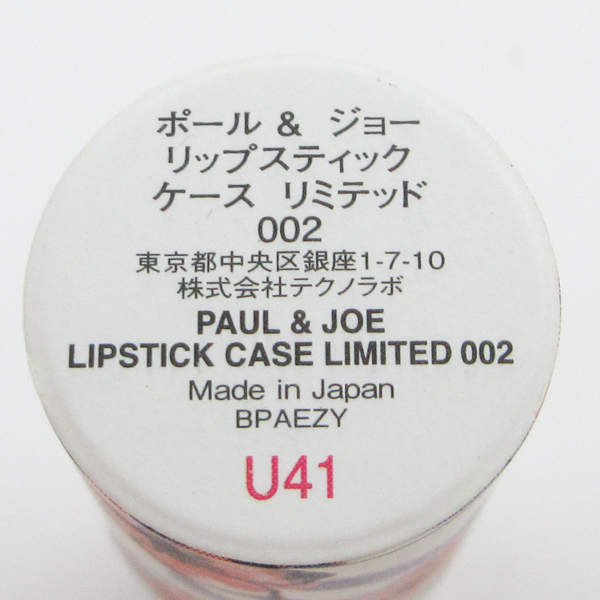 ポール & ジョー
リップスティック
ケース リミテッド
002
東京都中央区銀座1-7-10
株式会社テクノラボ
PAUL & JOE
LIPSTICK CASE LIMITED 002
Made in Japan
BPAEZY
U41